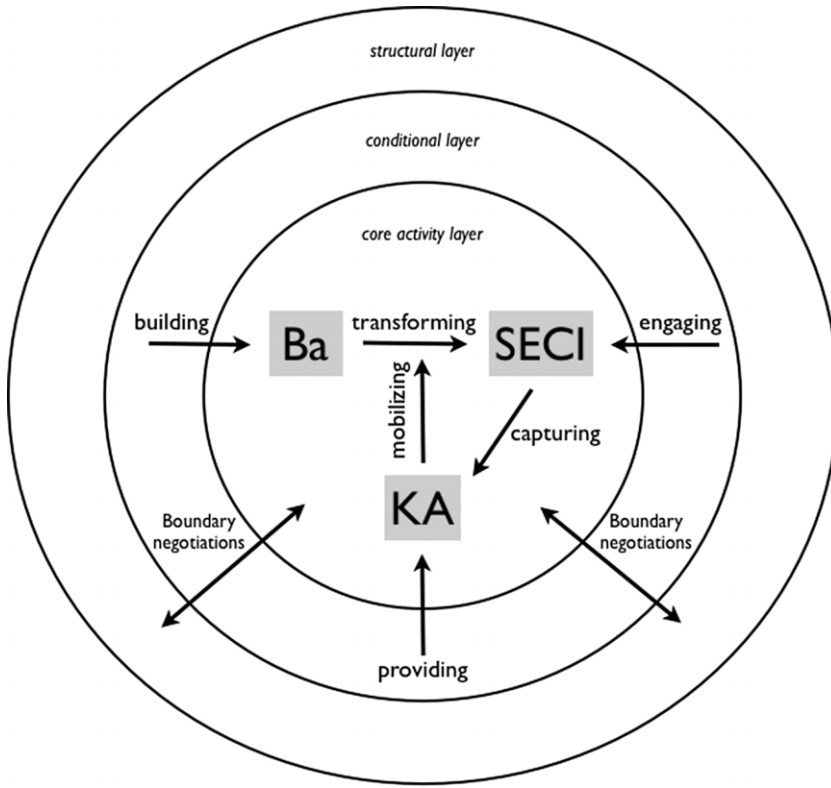 structural layer
conditional layer
core activity layer
building
Ba
transforming
SECI
engaging
mobilizing
capturing
KA
Boundary
negotiations
Boundary
negotiations
providing